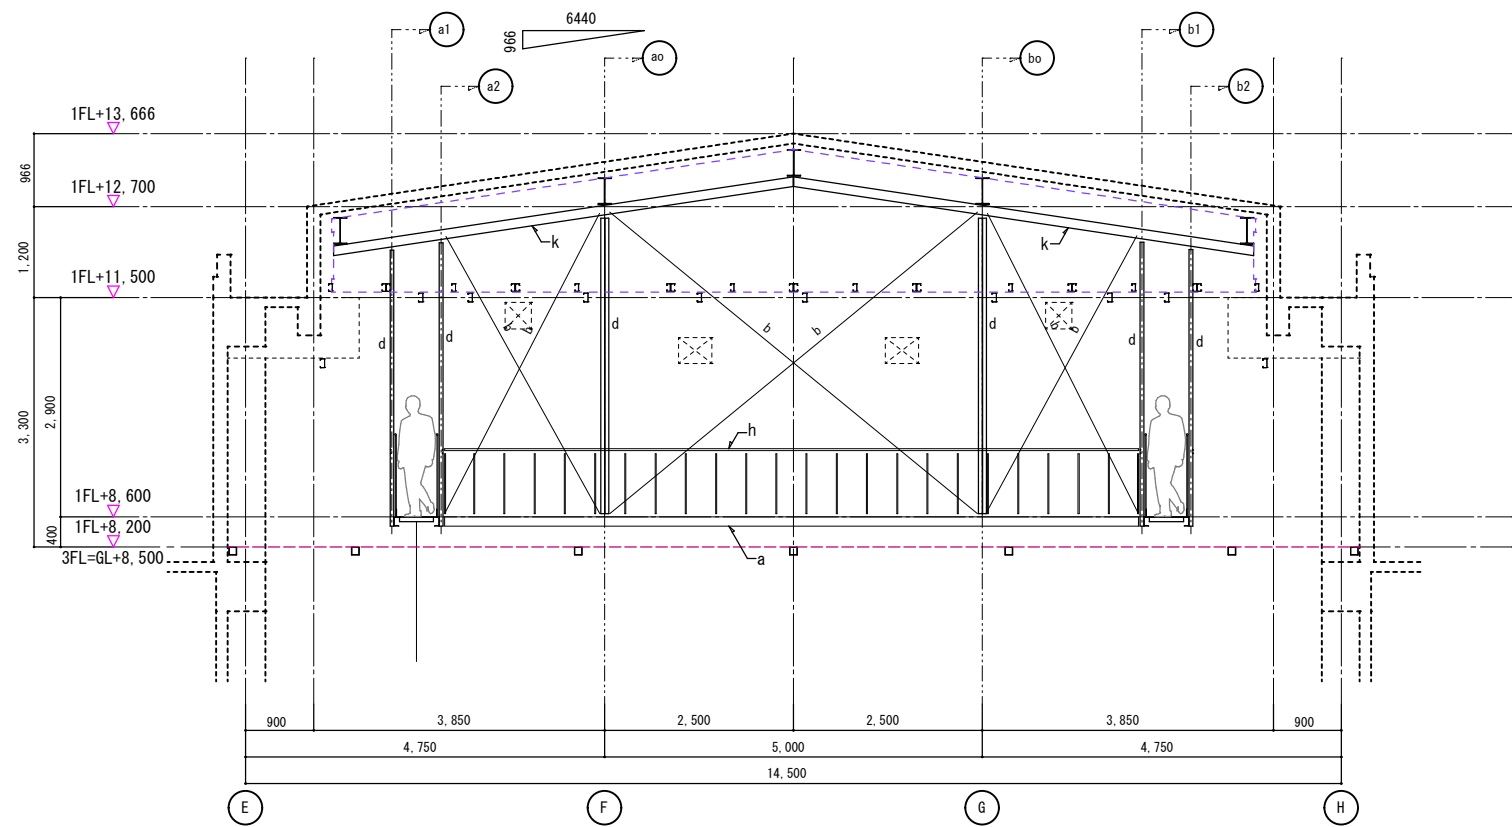 6440
966
a1
b1
ao
bo
a2
b2
1FL+13,666
966
1FL+12,700
1,200
1FL+11,500
k
k
d
d
d
d
d
d
b
b
b
b
b
b
3,300
2,900
h
1FL+8,600
1FL+8,200
400
3FL=GL+8,500
a
900
3,850
2,500
2,500
3,850
900
4,750
5,000
4,750
14,500
E
F
G
H